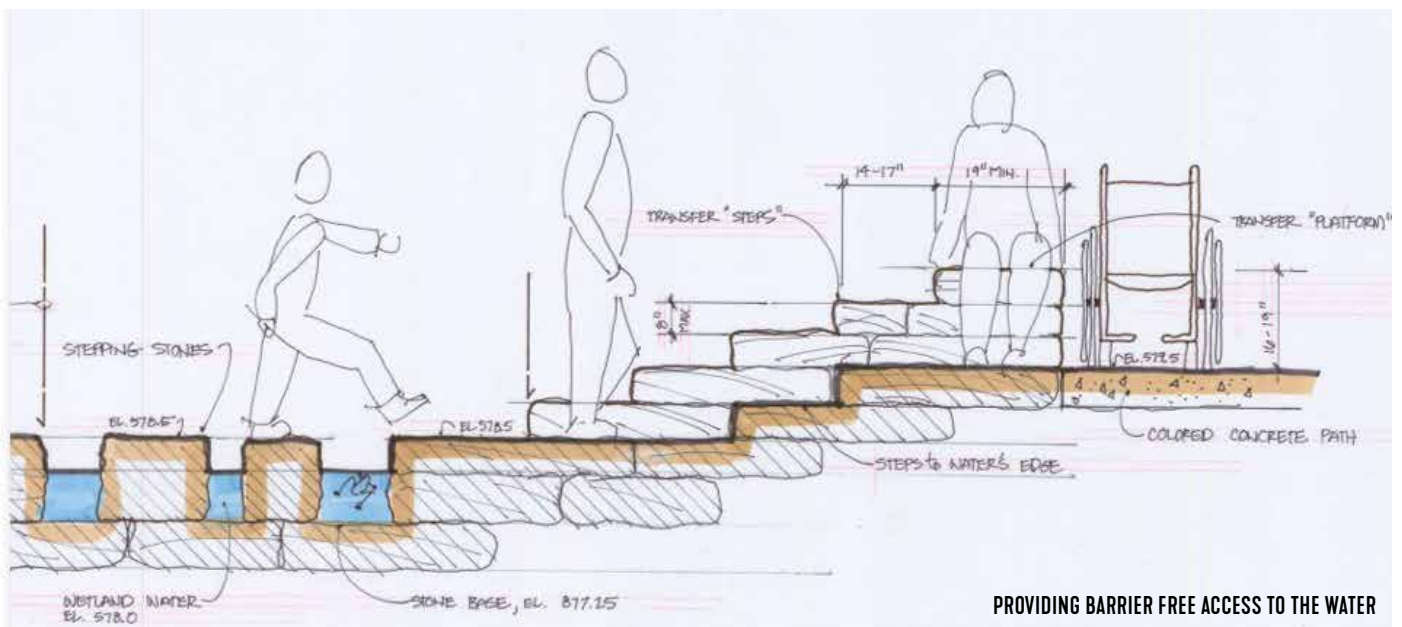 14-17"
19" MIN.
TRANSFER "STEPS"
TRANSFER "PLATFORM"
8"
MAX.
16-19"
STEPPING STONES
EL. 579.5
EL. 578.5
EL. 578.5
COLORED CONCRETE PATH
STEPS to WATER'S EDGE
WETLAND WATER
EL. 578.0
STONE BASE, EL. 877.25
PROVIDING BARRIER FREE ACCESS TO THE WATER